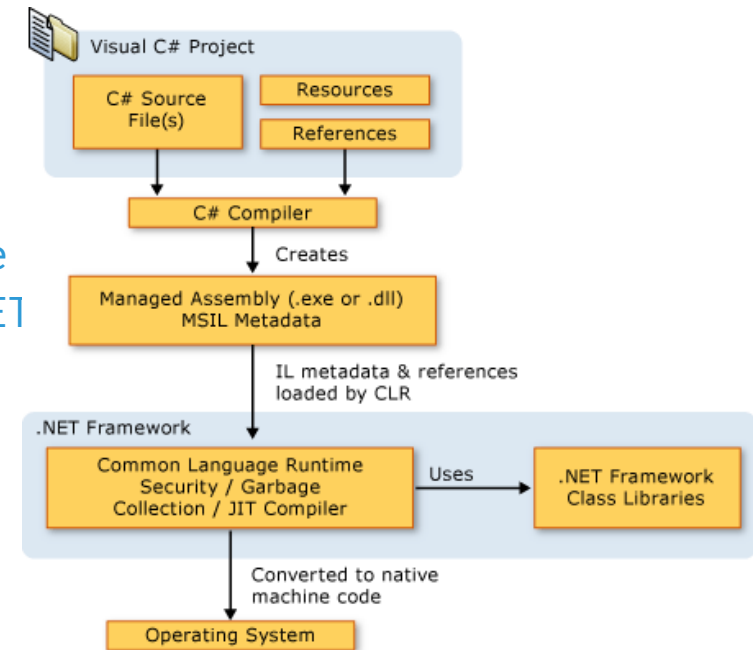 Visual C# Project
C# Source
File(s)
Resources
References
C# Compiler
Creates
Managed Assembly (.exe or .dll)
MSIL Metadata
IL metadata & references
loaded by CLR
.NET Framework
Common Language Runtime
Security / Garbage
Collection / JIT Compiler
Uses
.NET Framework
Class Libraries
Converted to native
machine code
Operating System